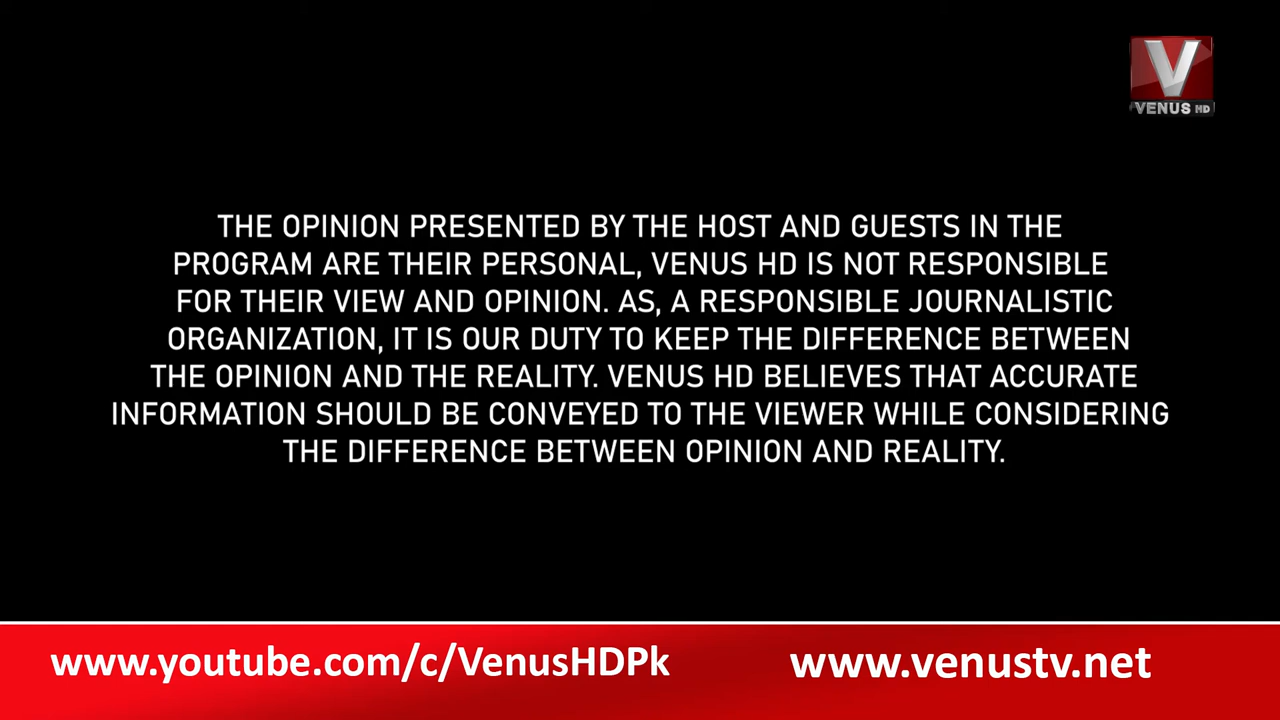 V
VENUS HD
THE OPINION PRESENTED BY THE HOST AND GUESTS IN THE
PROGRAM ARE THEIR PERSONAL, VENUS HD IS NOT RESPONSIBLE
FOR THEIR VIEW AND OPINION. AS, A RESPONSIBLE JOURNALISTIC
ORGANIZATION, IT IS OUR DUTY TO KEEP THE DIFFERENCE BETWEEN
THE OPINION AND THE REALITY. VENUS HD BELIEVES THAT ACCURATE
INFORMATION SHOULD BE CONVEYED TO THE VIEWER WHILE CONSIDERING
THE DIFFERENCE BETWEEN OPINION AND REALITY.
www.youtube.com/c/VenusHDPk www.venustv.net